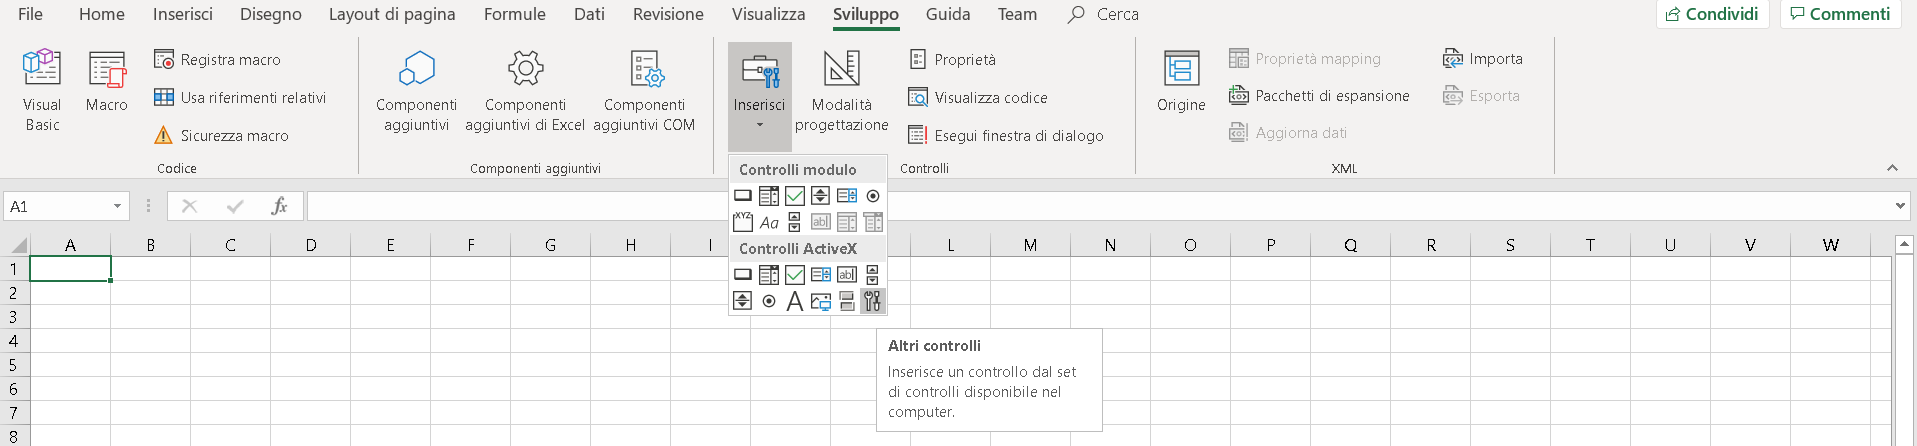 File Home Inserisci Disegno Layout di pagina Formule Dati Revisione Visualizza Sviluppo Guida Team Cerca Condividi Commenti
Visual Basic
Macro
Registra macro
Usa riferimenti relativi
Sicurezza macro
Codice
Componenti aggiuntivi
Componenti aggiuntivi di Excel
Componenti aggiuntivi COM
Componenti aggiuntivi
Inserisci
Modalità progettazione
Proprietà
Visualizza codice
Esegui finestra di dialogo
Controlli
Origine
Proprietà mapping
Pacchetti di espansione
Aggiorna dati
Importa
Esporta
XML
Controlli modulo
XYZ Aa ab|
Controlli ActiveX
ab|
A
A1 fx
A B C D E F G H I L M N O P Q R S T U V W
1
2
3
4
5
6
7
8
Altri controlli
Inserisce un controllo dal set
di controlli disponibile nel
computer.